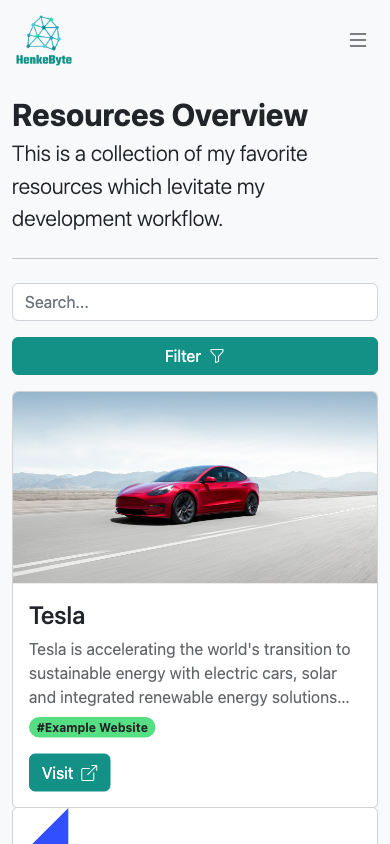 HenkeByte
Resources Overview
This is a collection of my favorite
resources which levitate my
development workflow.
Search...
Filter
Tesla
Tesla is accelerating the world's transition to
sustainable energy with electric cars, solar
and integrated renewable energy solutions...
#Example Website
Visit